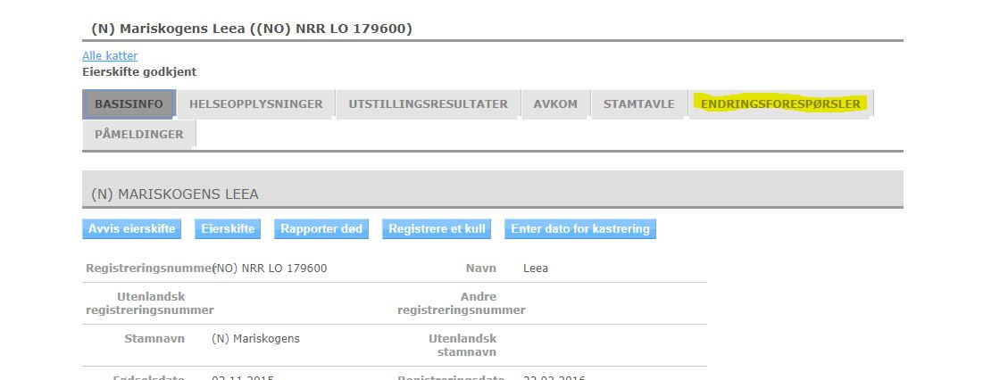 (N) Mariskogens Leea ((NO) NRR LO 179600)
Alle katter
Eierskifte godkjent
BASISINFO HELSEOPPLYSNINGER UTSTILLINGSRESULTATER AVKOM STAMTAVLE ENDRINGSFORESPØRSLER
PÅMELDINGER
(N) MARISKOGENS LEEA
Avvis eierskifte Eierskifte Rapporter død Registrere et kull Enter dato for kastrering
Registreringsnummer (NO) NRR LO 179600 Navn Leea
Utenlandsk registreringsnummer Andre registreringsnummer
Stamnavn (N) Mariskogens Utenlandsk stamnavn
Fødselsdato 02.11.2015 Registreringsdato 22.02.2016